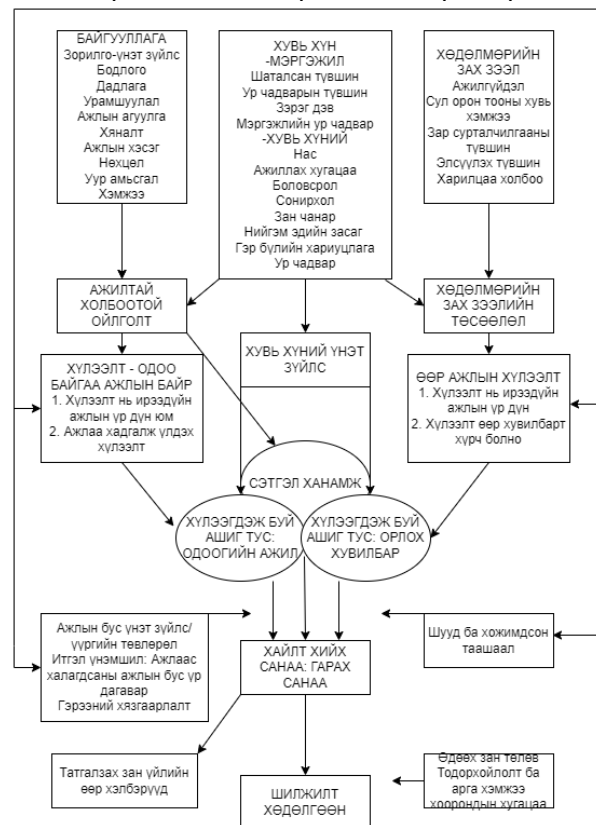 БАЙГУУЛЛАГА
Зорилго-үнэт зүйлс
Бодлого
Дадлага
Урамшуулал
Ажлын агуулга
Хяналт
Ажлын хэсэг
Нөхцөл
Уур амьсгал
Хэмжээ
ХУВЬ ХҮН
-МЭРГЭЖИЛ
Шаталсан түвшин
Ур чадварын түвшин
Зэрэг дэв
Мэргэжлийн ур чадвар
-ХУВЬ ХҮНИЙ
Нас
Ажиллах хугацаа
Боловсрол
Сонирхол
Зан чанар
Нийгэм эдийн засаг
Гэр бүлийн хариуцлага
Ур чадвар
ХӨДӨЛМӨРИЙН
ЗАХ ЗЭЭЛ
Ажилгүйдэл
Сул орон тооны хувь
хэмжээ
Зар сурталчилгааны
түвшин
Элсүүлэх түвшин
Харилцаа холбоо
АЖИЛТАЙ
ХОЛБООТОЙ
ОЙЛГОЛТ
ХУВЬ ХҮНИЙ ҮНЭТ
ЗҮЙЛС
ХӨДӨЛМӨРИЙН
ЗАХ ЗЭЭЛИЙН
ТӨСӨӨЛӨЛ
ХҮЛЭЭЛТ - ОДОО
БАЙГАА АЖЛЫН БАЙР
1. Хүлээлт нь ирээдүйн
ажлын үр дүн юм
2. Ажлаа хадгалж үлдэх
хүлээлт
ӨӨР АЖЛЫН ХҮЛЭЭЛТ
1. Хүлээлт нь ирээдүйн
ажлын үр дүн
2. Хүлээлт өөр хувилбарт
хүрч болно
СЭТГЭЛ ХАНАМЖ
ХҮЛЭЭГДЭЖ БУЙ
АШИГ ТУС:
ОДООГИЙН АЖИЛ
ХҮЛЭЭГДЭЖ БУЙ
АШИГ ТУС: ОРЛОХ
ХУВИЛБАР
Ажлын бус үнэт зүйлс/
үүргийн төвлөрөл
Итгэл үнэмшил: Ажлаас
халагдсаны ажлын бус үр
дагавар
Гэрээний хязгаарлалт
ХАЙЛТ ХИЙХ
САНАА: ГАРАХ
САНАА
Шууд ба хожимдсон
таашаал
Татгалзах зан үйлийн
өөр хэлбэрүүд
ШИЛЖИЛТ
ХӨДӨЛГӨӨН
Өдөөх зан төлөв
Тодорхойлолт ба
арга хэмжээ
хоорондын хугацаа